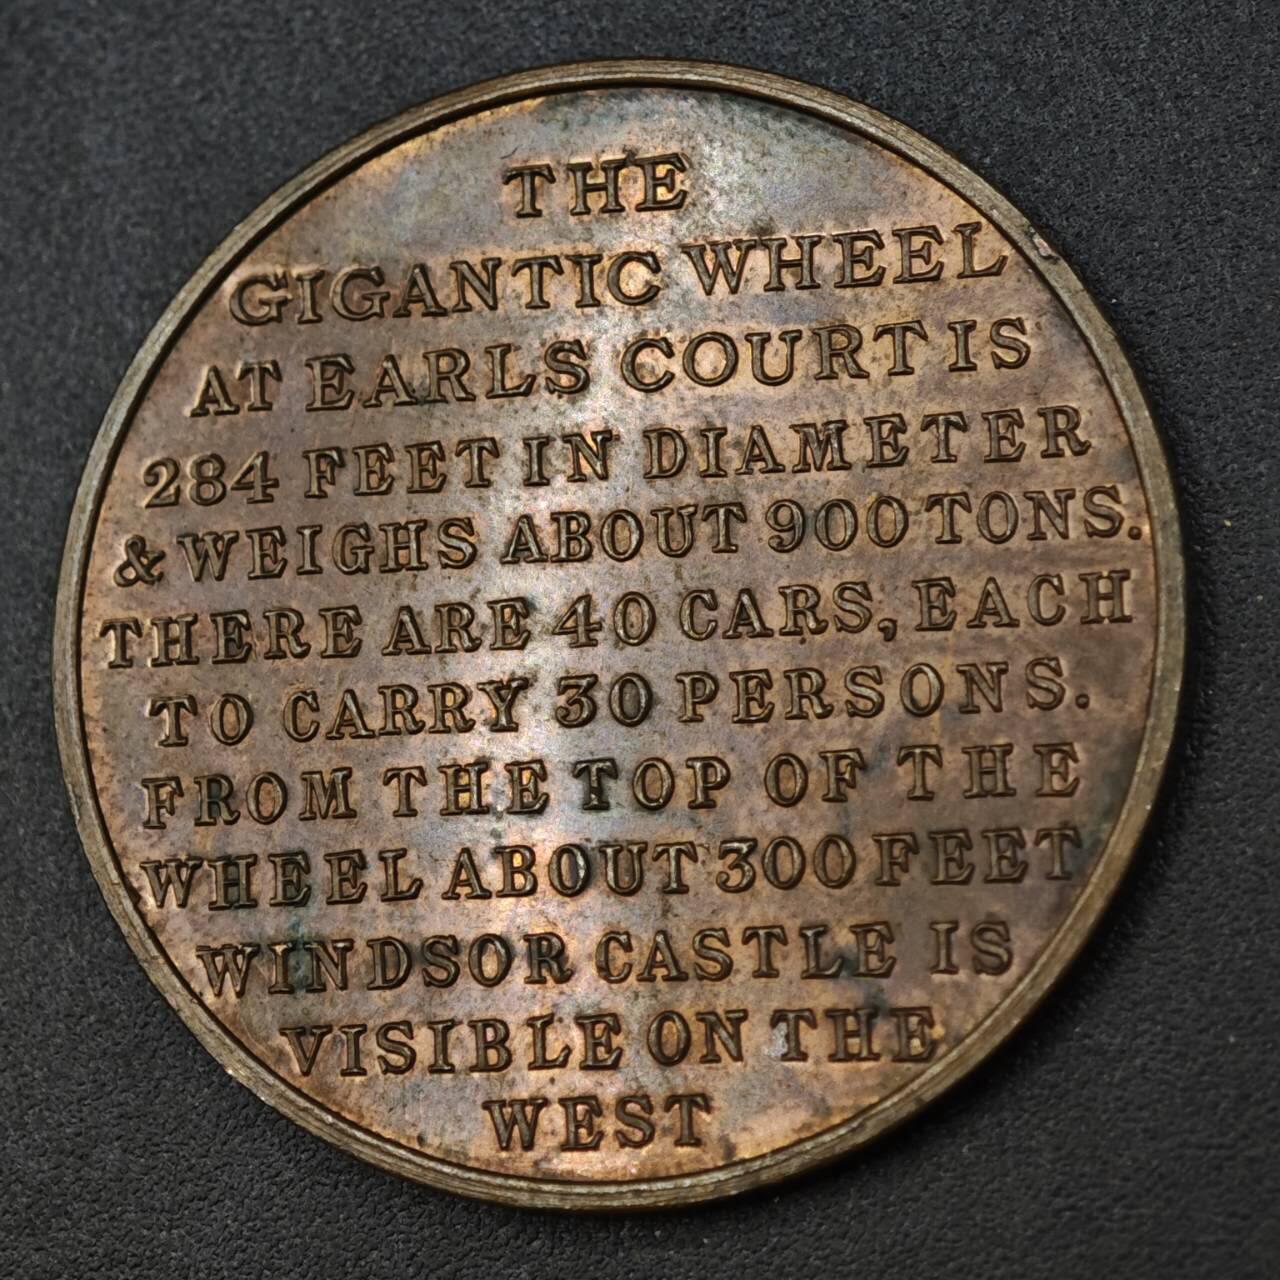 THE
GIGANTIC WHEEL
AT EARLS COURT IS
284 FEET IN DIAMETER
& WEIGHS ABOUT 900 TONS.
THERE ARE 40 CARS, EACH
TO CARRY 30 PERSONS.
FROM THE TOP OF THE
WHEEL ABOUT 300 FEET
WINDSOR CASTLE IS
VISIBLE ON THE
WEST